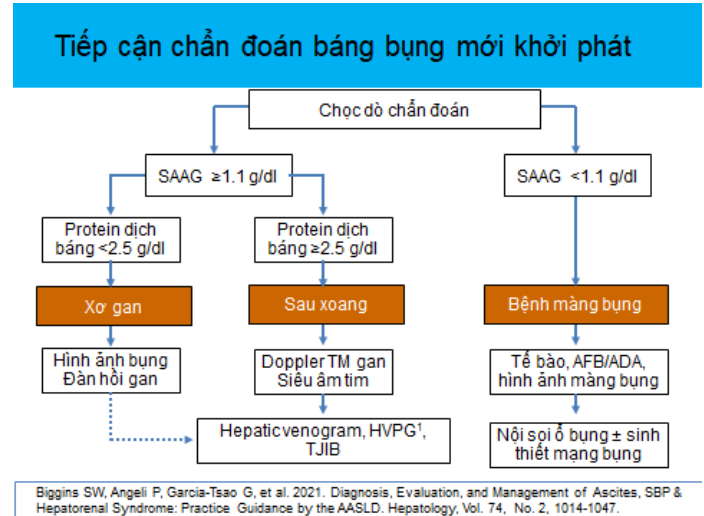 Tiếp cận chẩn đoán báng bụng mới khởi phát
Chọc dò chẩn đoán
SAAG ≥1.1 g/dl
SAAG <1.1 g/dl
Protein dịch
báng <2.5 g/dl
Protein dịch
báng ≥2.5 g/dl
Xơ gan
Sau xoang
Bệnh màng bụng
Hình ảnh bụng
Đàn hồi gan
Doppler TM gan
Siêu âm tim
Tế bào, AFB/ADA,
hình ảnh màng bụng
Hepatic venogram, HVPG¹,
TJIB
Nội soi ổ bụng ± sinh
thiết mạng bụng
Biggins SW, Angeli P, Garcia-Tsao G, et al. 2021. Diagnosis, Evaluation, and Management of Ascites, SBP &
Hepatorenal Syndrome: Practice Guidance by the AASLD. Hepatology, Vol. 74, No. 2, 1014-1047.